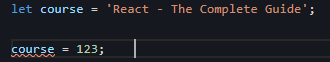 let course = 'React - The Complete Guide';
course = 123;